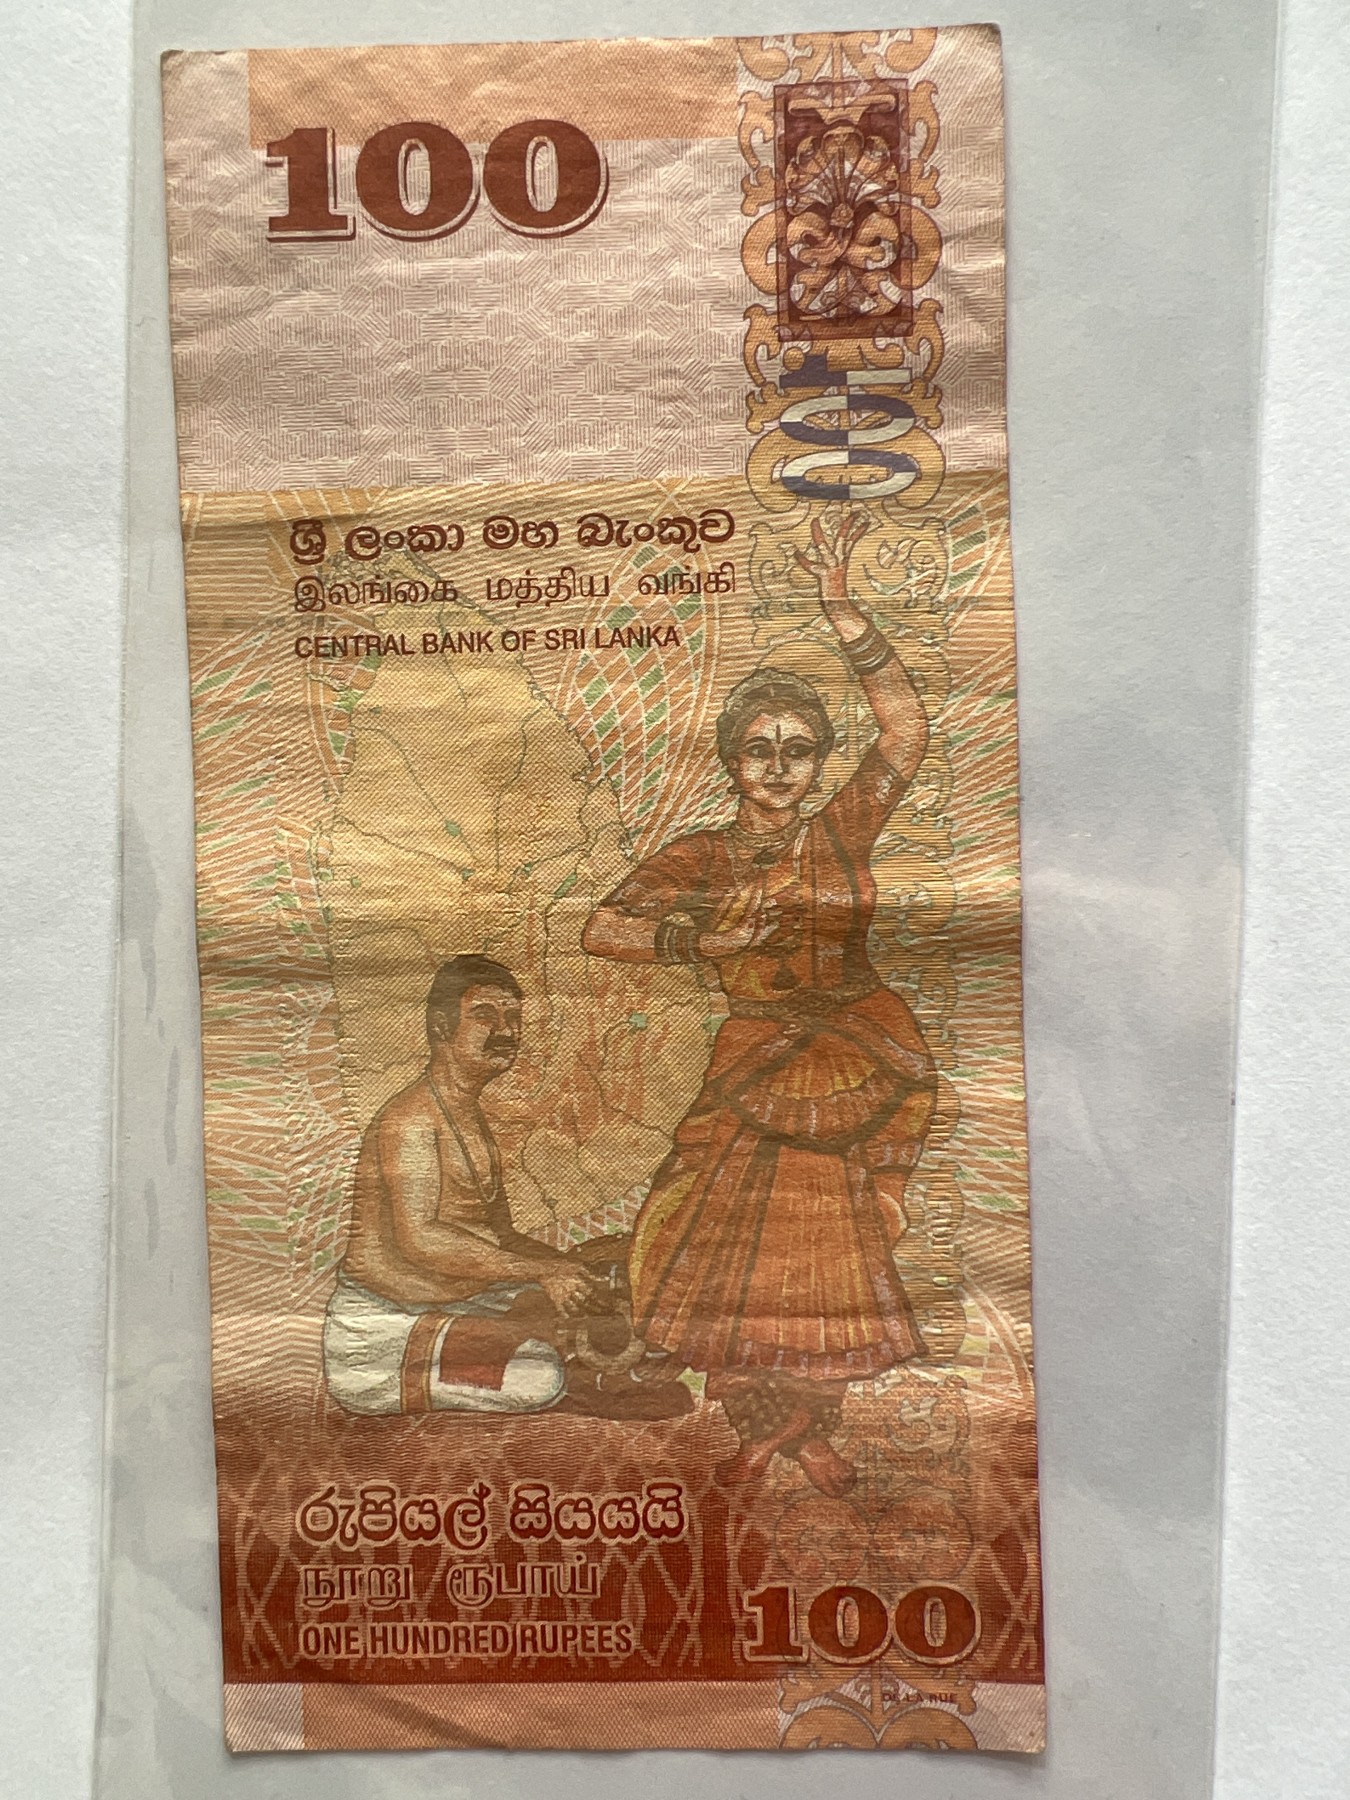 100
100
ශ්‍රී ලංකා මහ බැංකුව
இலங்கை மத்திய வங்கி
CENTRAL BANK OF SRI LANKA
රුපියල් සියයයි
நூறு ரூபாய்
ONE HUNDRED RUPEES
100
DE LA RUE